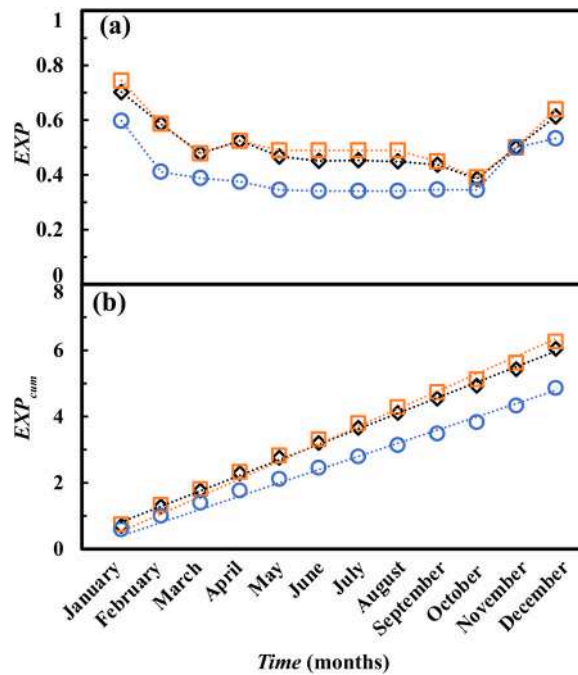 (a)
1
0.8
0.6
0.4
0.2
0
EXP
(b)
8
6
4
2
0
EXP_cum
January
February
March
April
May
June
July
August
September
October
November
December
Time (months)